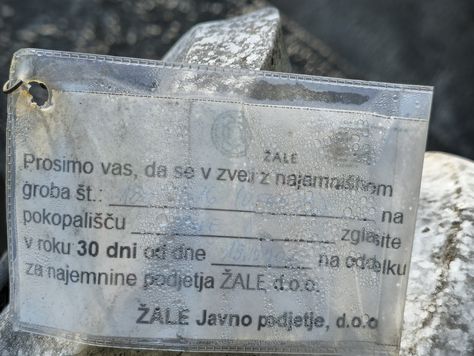 ŽALE
Prosimo vas, da se v zvezi z najemniškom
groba št.: na
pokopališču zglasite
v roku 30 dni od dne na oddelku
za najemnine podjetja ŽALE d.o.o.
ŽALE Javno podjetje, d.o.o